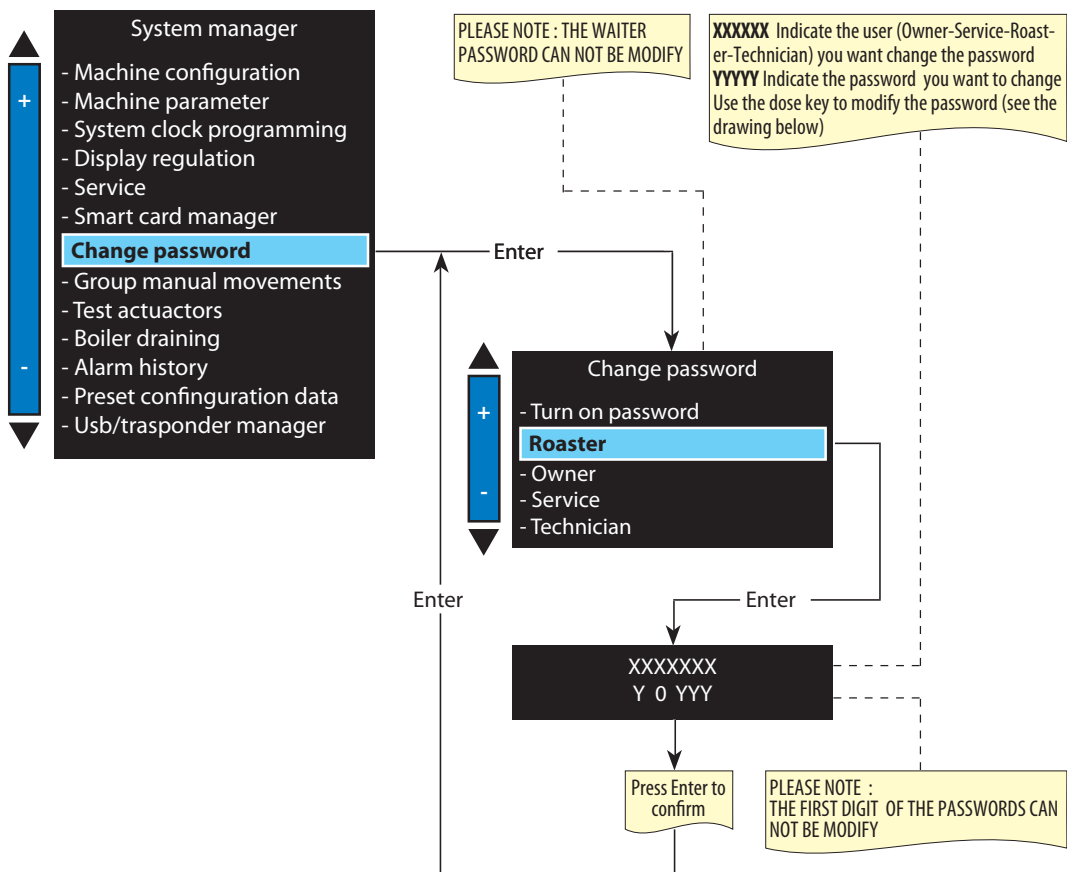 System manager
- Machine configuration
- Machine parameter
- System clock programming
- Display regulation
- Service
- Smart card manager
Change password
- Group manual movements
- Test actuactors
- Boiler draining
- Alarm history
- Preset confinguration data
- Usb/trasponder manager
+
-
PLEASE NOTE : THE WAITER
PASSWORD CAN NOT BE MODIFY
XXXXXX Indicate the user (Owner-Service-Roast-
er-Technician) you want change the password
YYYYY Indicate the password you want to change
Use the dose key to modify the password (see the
drawing below)
Enter
Change password
- Turn on password
Roaster
- Owner
- Service
- Technician
+
-
Enter
Enter
XXXXXXX
Y 0 YYY
Press Enter to
confirm
PLEASE NOTE :
THE FIRST DIGIT OF THE PASSWORDS CAN
NOT BE MODIFY